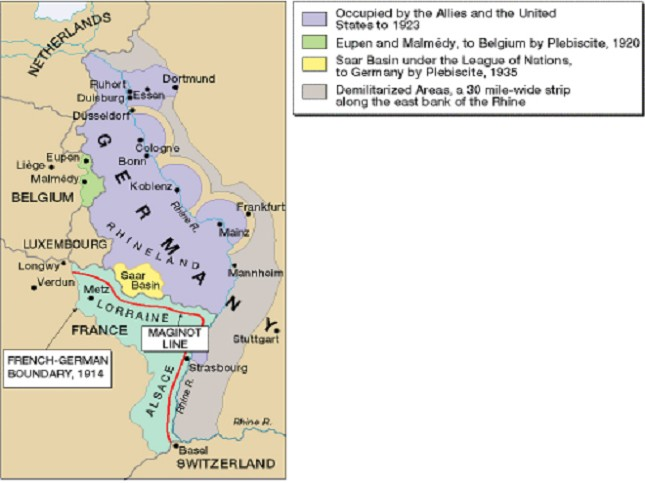 Occupied by the Allies and the United
States to 1923
Eupen and Malmédy, to Belgium by Plebiscite, 1920
Saar Basin under the League of Nations,
to Germany by Plebiscite, 1935
Demilitarized Areas, a 30 mile-wide strip
along the east bank of the Rhine
NETHERLANDS
Ruhort
Dortmund
Duisburg
Essen
Düsseldorf
Cologne
Bonn
Eupen
Liège
Malmédy
Koblenz
BELGIUM
Rhine R.
Frankfurt
Mainz
GERMANY
RHINELAND
LUXEMBOURG
Longwy
Verdun
Saar
Basin
Mannheim
Metz
LORRAINE
FRANCE
MAGINOT
LINE
Stuttgart
FRENCH-GERMAN
BOUNDARY, 1914
Strasbourg
ALSACE
Rhine R.
Rhine R.
Basel
SWITZERLAND